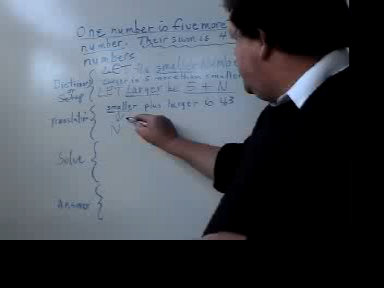 One number is five more
number. Their sum is 4
numbers
LET N be smaller number
Dictionary or Setup
larger is 5 more than smaller
LET larger be 5 + N
Translation
smaller plus larger is 43
N
Solve
Answer